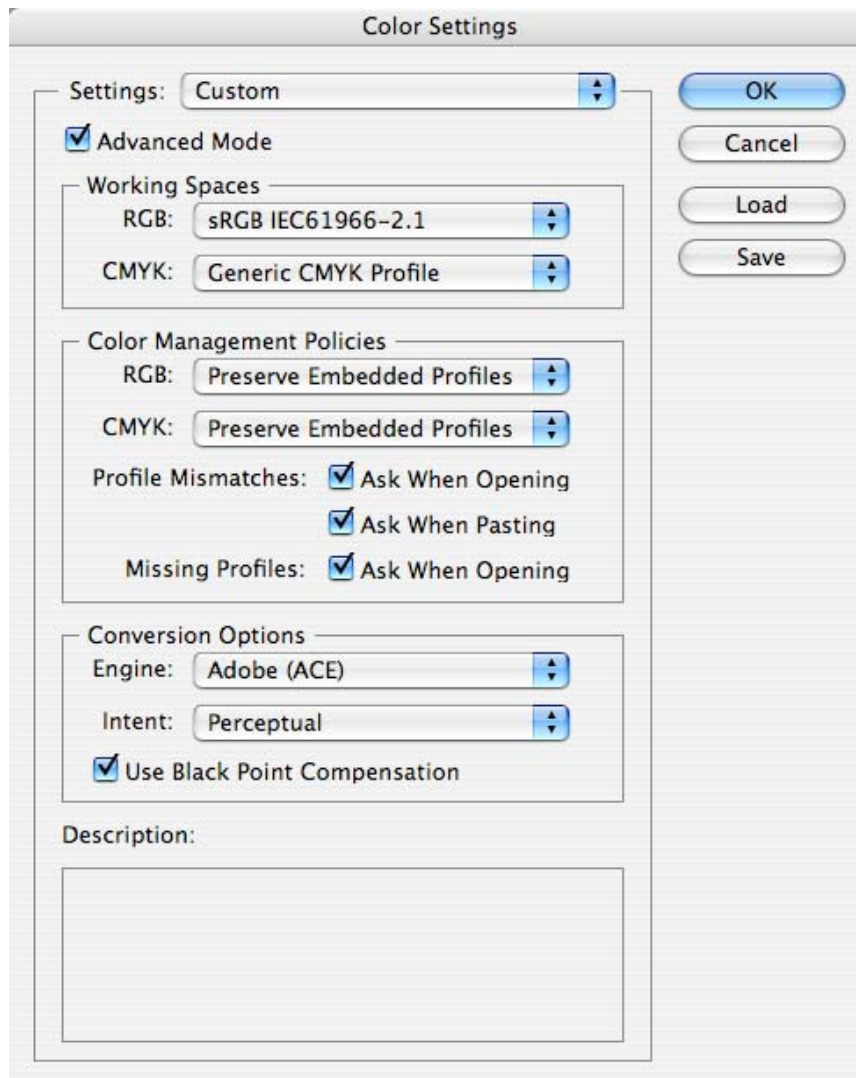 Color Settings
Settings: Custom
OK
Advanced Mode
Cancel
Working Spaces
RGB: sRGB IEC61966-2.1
Load
CMYK: Generic CMYK Profile
Save
Color Management Policies
RGB: Preserve Embedded Profiles
CMYK: Preserve Embedded Profiles
Profile Mismatches: Ask When Opening
Ask When Pasting
Missing Profiles: Ask When Opening
Conversion Options
Engine: Adobe (ACE)
Intent: Perceptual
Use Black Point Compensation
Description: